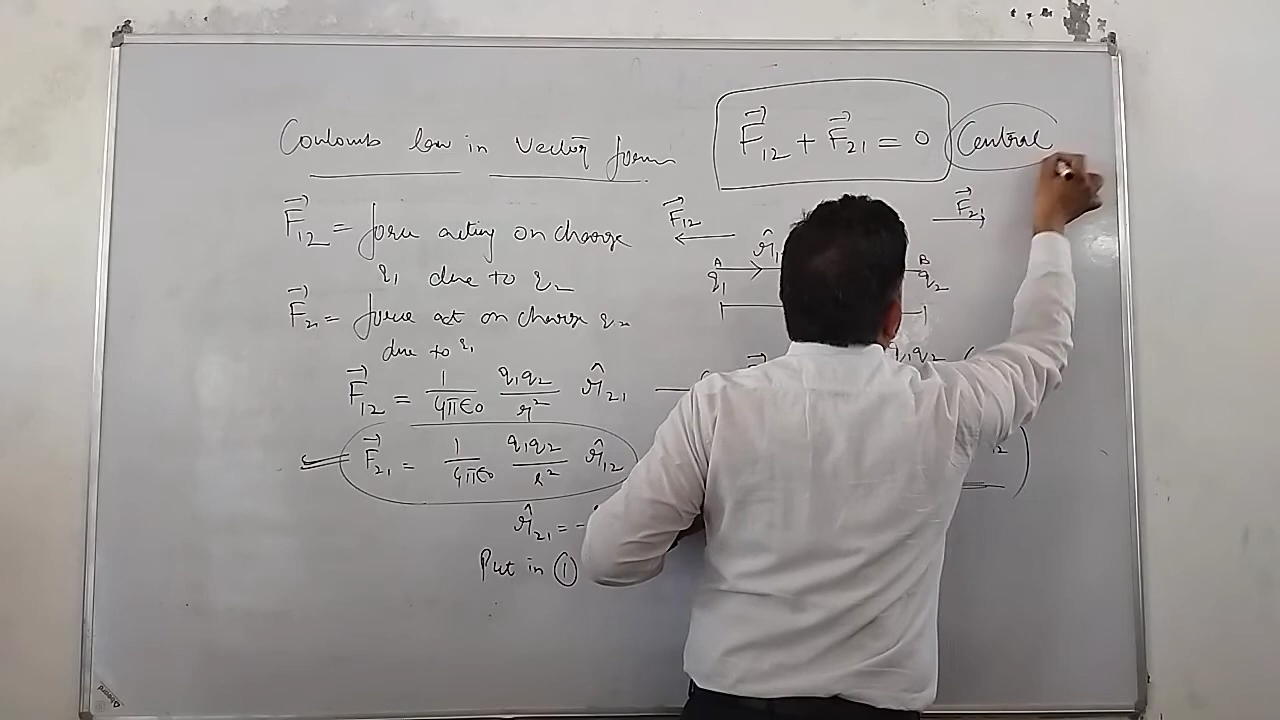 Coulomb law in vector form
F⃗₁₂ + F⃗₂₁ = 0
Central
F⃗₁₂ = force acting on charge
q₁ due to q₂
F⃗₂₁ = force act on charge q₂
due to q₁
F⃗₁₂
F⃗₂₁
A
B
q₁
q₂
F⃗₁₂ = 1/4πε₀ q₁q₂/r² r̂₂₁
F⃗₂₁ = 1/4πε₀ q₁q₂/r² r̂₁₂
q₁q₂
r̂₂₁ = -
Put in ①